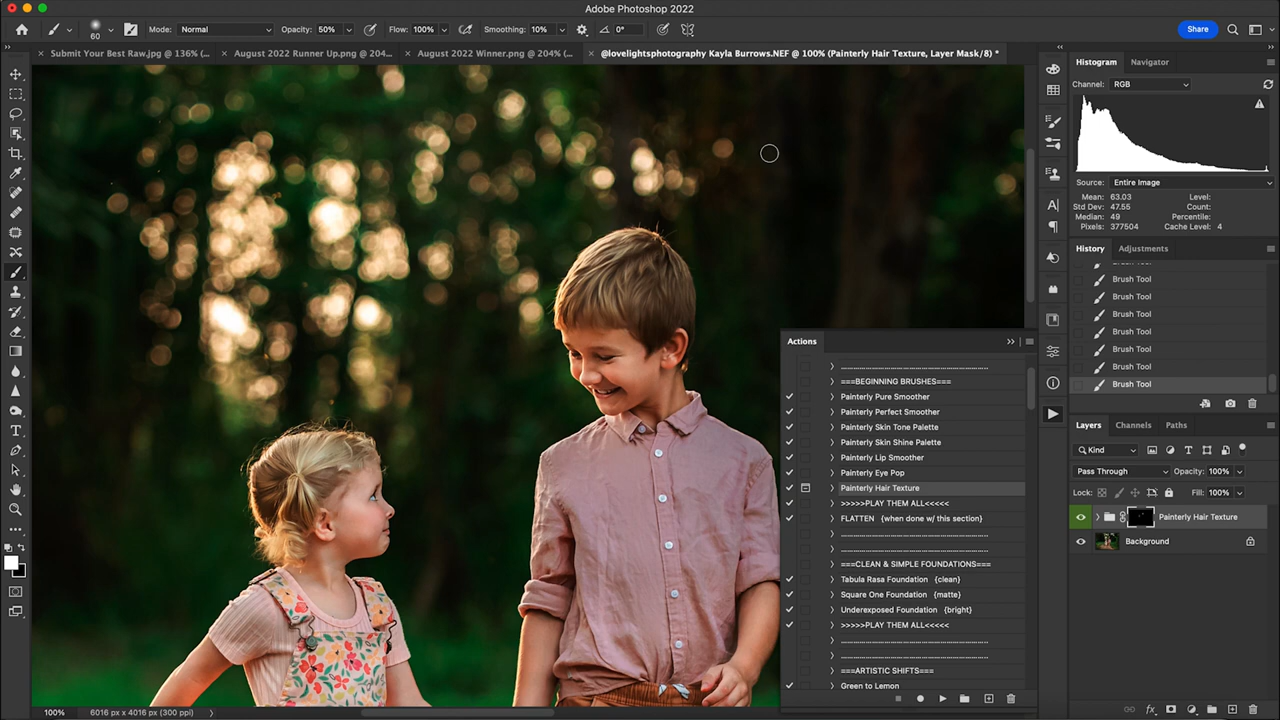 Adobe Photoshop 2022
60 Mode: Normal Opacity: 50% Flow: 100% Smoothing: 10% 0° Share
× Submit Your Best Raw.jpg @ 136% (... × August 2022 Runner Up.png @ 204... × August 2022 Winner.png @ 204% (... × @lovelightsphotography Kayla Burrows.NEF @ 100% (Painterly Hair Texture, Layer Mask/8) *
Histogram Navigator
Channel: RGB
Source: Entire Image
Mean: 63.03 Level:
Std Dev: 47.55 Count:
Median: 49 Percentile:
Pixels: 377504 Cache Level: 4
History Adjustments
Brush Tool
Brush Tool
Brush Tool
Brush Tool
Brush Tool
Brush Tool
Brush Tool
Layers Channels Paths
Kind
Pass Through Opacity: 100%
Lock: Fill: 100%
Painterly Hair Texture
Background
Actions
===BEGINNING BRUSHES===
Painterly Pure Smoother
Painterly Perfect Smoother
Painterly Skin Tone Palette
Painterly Skin Shine Palette
Painterly Lip Smoother
Painterly Eye Pop
Painterly Hair Texture
>>>>>PLAY THEM ALL<<<<<
FLATTEN {when done w/ this section}
===CLEAN & SIMPLE FOUNDATIONS===
Tabula Rasa Foundation {clean}
Square One Foundation {matte}
Underexposed Foundation {bright}
>>>>>PLAY THEM ALL<<<<<
===ARTISTIC SHIFTS===
Green to Lemon
100% 6016 px x 4016 px (300 ppi)